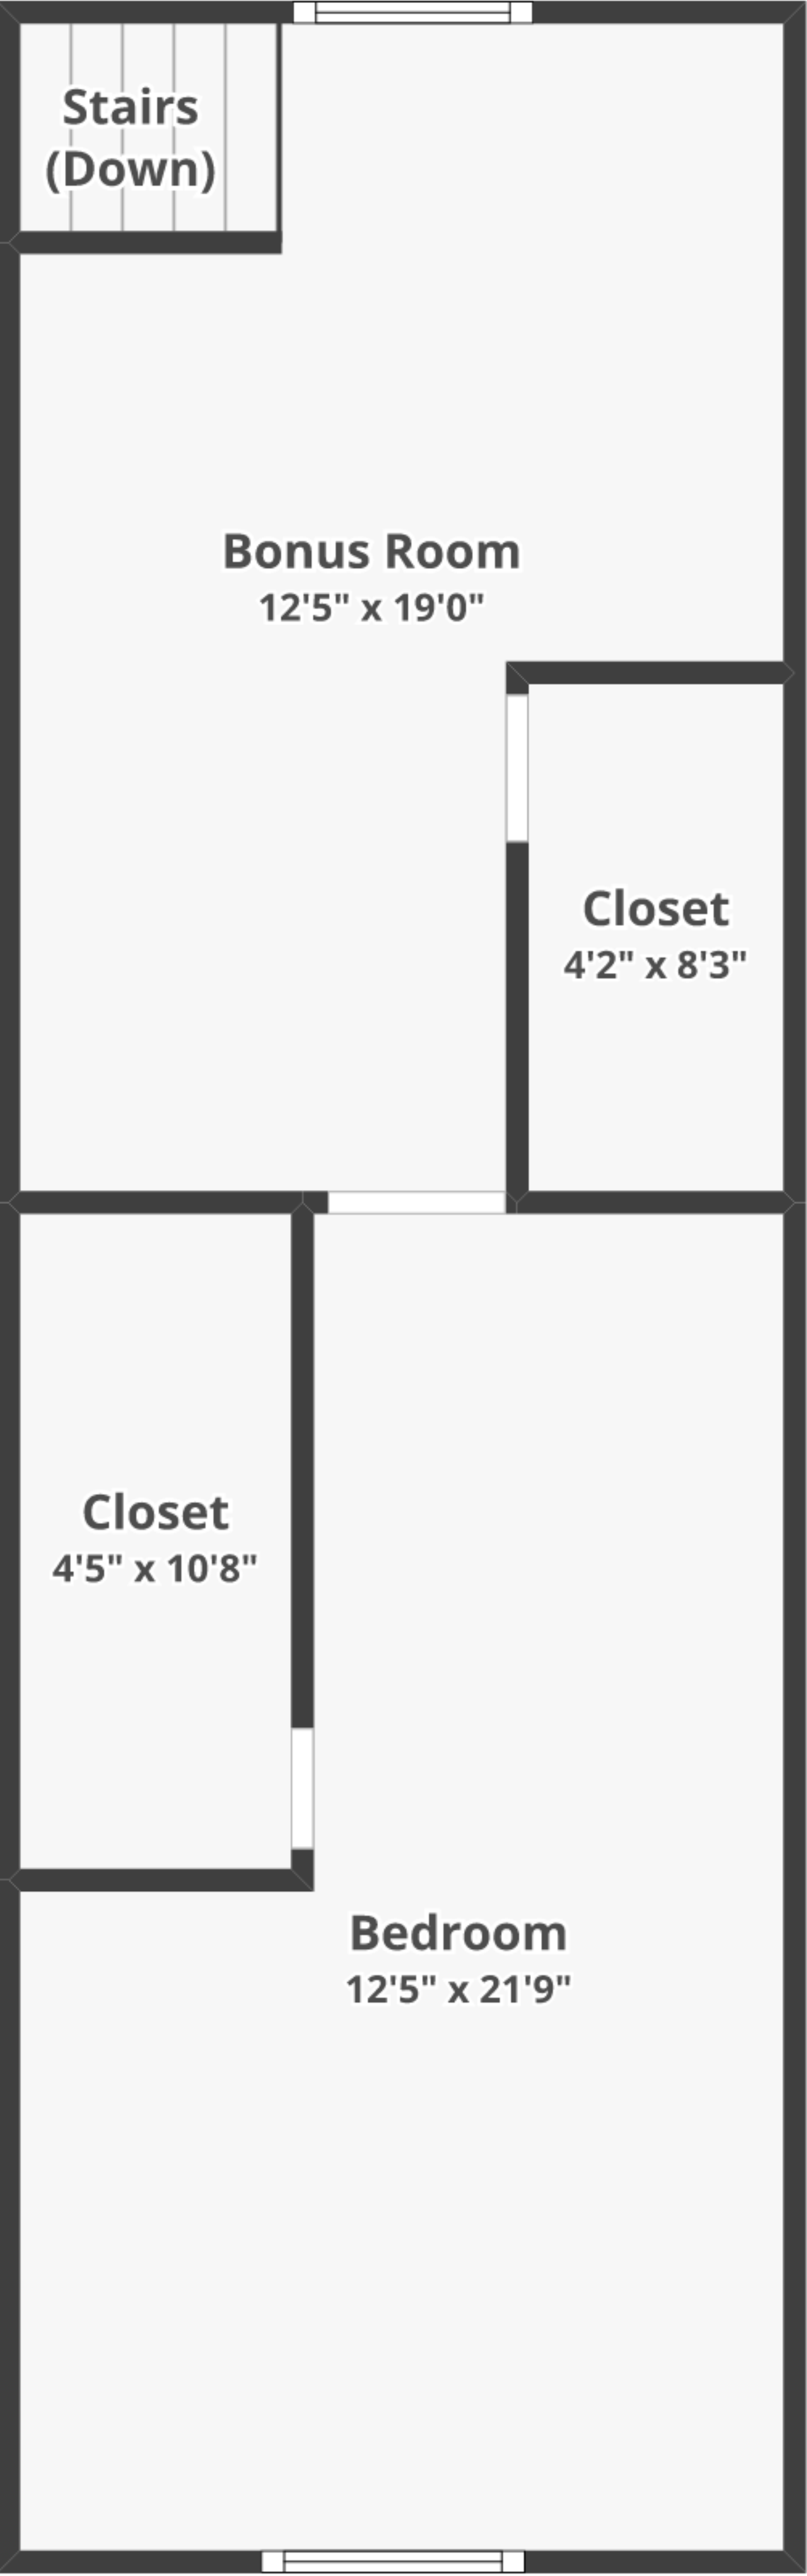 Stairs
(Down)
Bonus Room
12'5" x 19'0"
Closet
4'2" x 8'3"
Closet
4'5" x 10'8"
Bedroom
12'5" x 21'9"